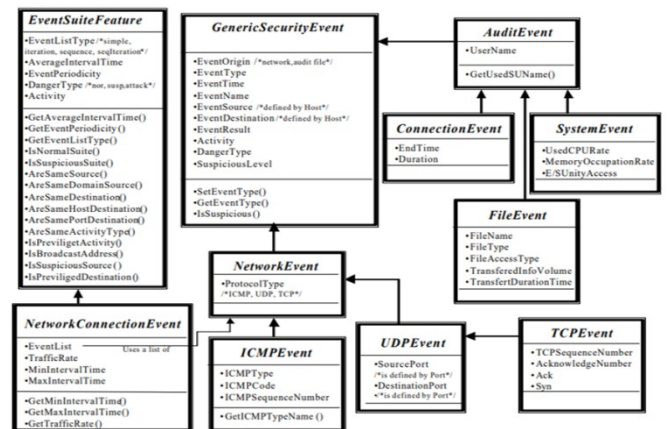 EventSuiteFeature
•EventListType /*simple,
iteration, sequence, seqIteration*/
•AverageIntervalTime
•EventPeriodicity
•DangerType /*nor, susp,attack*/
•Activity
•GetAverageIntervalTime()
•GetEventPeriodicity()
•GetEventListType()
•IsNormalSuite()
•IsSuspiciousSuite()
•AreSameSource()
•AreSameDomainSource()
•AreSameDestination()
•AreSameHostDestination()
•AreSamePortDestination()
•AreSameActivityType()
•IsPreviligetActivity()
•IsBroadcastAddress()
•IsSuspiciousSource()
•IsPreviligedDestination()
NetworkConnectionEvent
•EventList
•TrafficRate
•MinIntervalTime
•MaxIntervalTime
•GetMinIntervalTime()
•GetMaxIntervalTime()
•GetTrafficRate()
Uses a list of
GenericSecurityEvent
•EventOrigin /*network,audit file*/
•EventType
•EventTime
•EventName
•EventSource /*defined by Host*/
•EventDestination /*defined by Host*/
•EventResult
•Activity
•DangerType
•SuspiciousLevel
•SetEventType()
•GetEventType()
•IsSuspicious()
NetworkEvent
•ProtocolType
/*ICMP, UDP, TCP*/
ICMPEvent
•ICMPType
•ICMPCode
•ICMPSequenceNumber
•GetICMPTypeName ()
AuditEvent
•UserName
•GetUsedSUName()
ConnectionEvent
•EndTime
•Duration
SystemEvent
•UsedCPURate
•MemoryOccupationRate
•E/SUnityAccess
FileEvent
•FileName
•FileType
•FileAccessType
•TransferedInfoVolume
•TransfertDurationTime
UDPEvent
•SourcePort
/*is defined by Port*/
•DestinationPort
•/*is defined by Port*/
TCPEvent
•TCPSequenceNumber
•AcknowledgeNumber
•Ack
•Syn